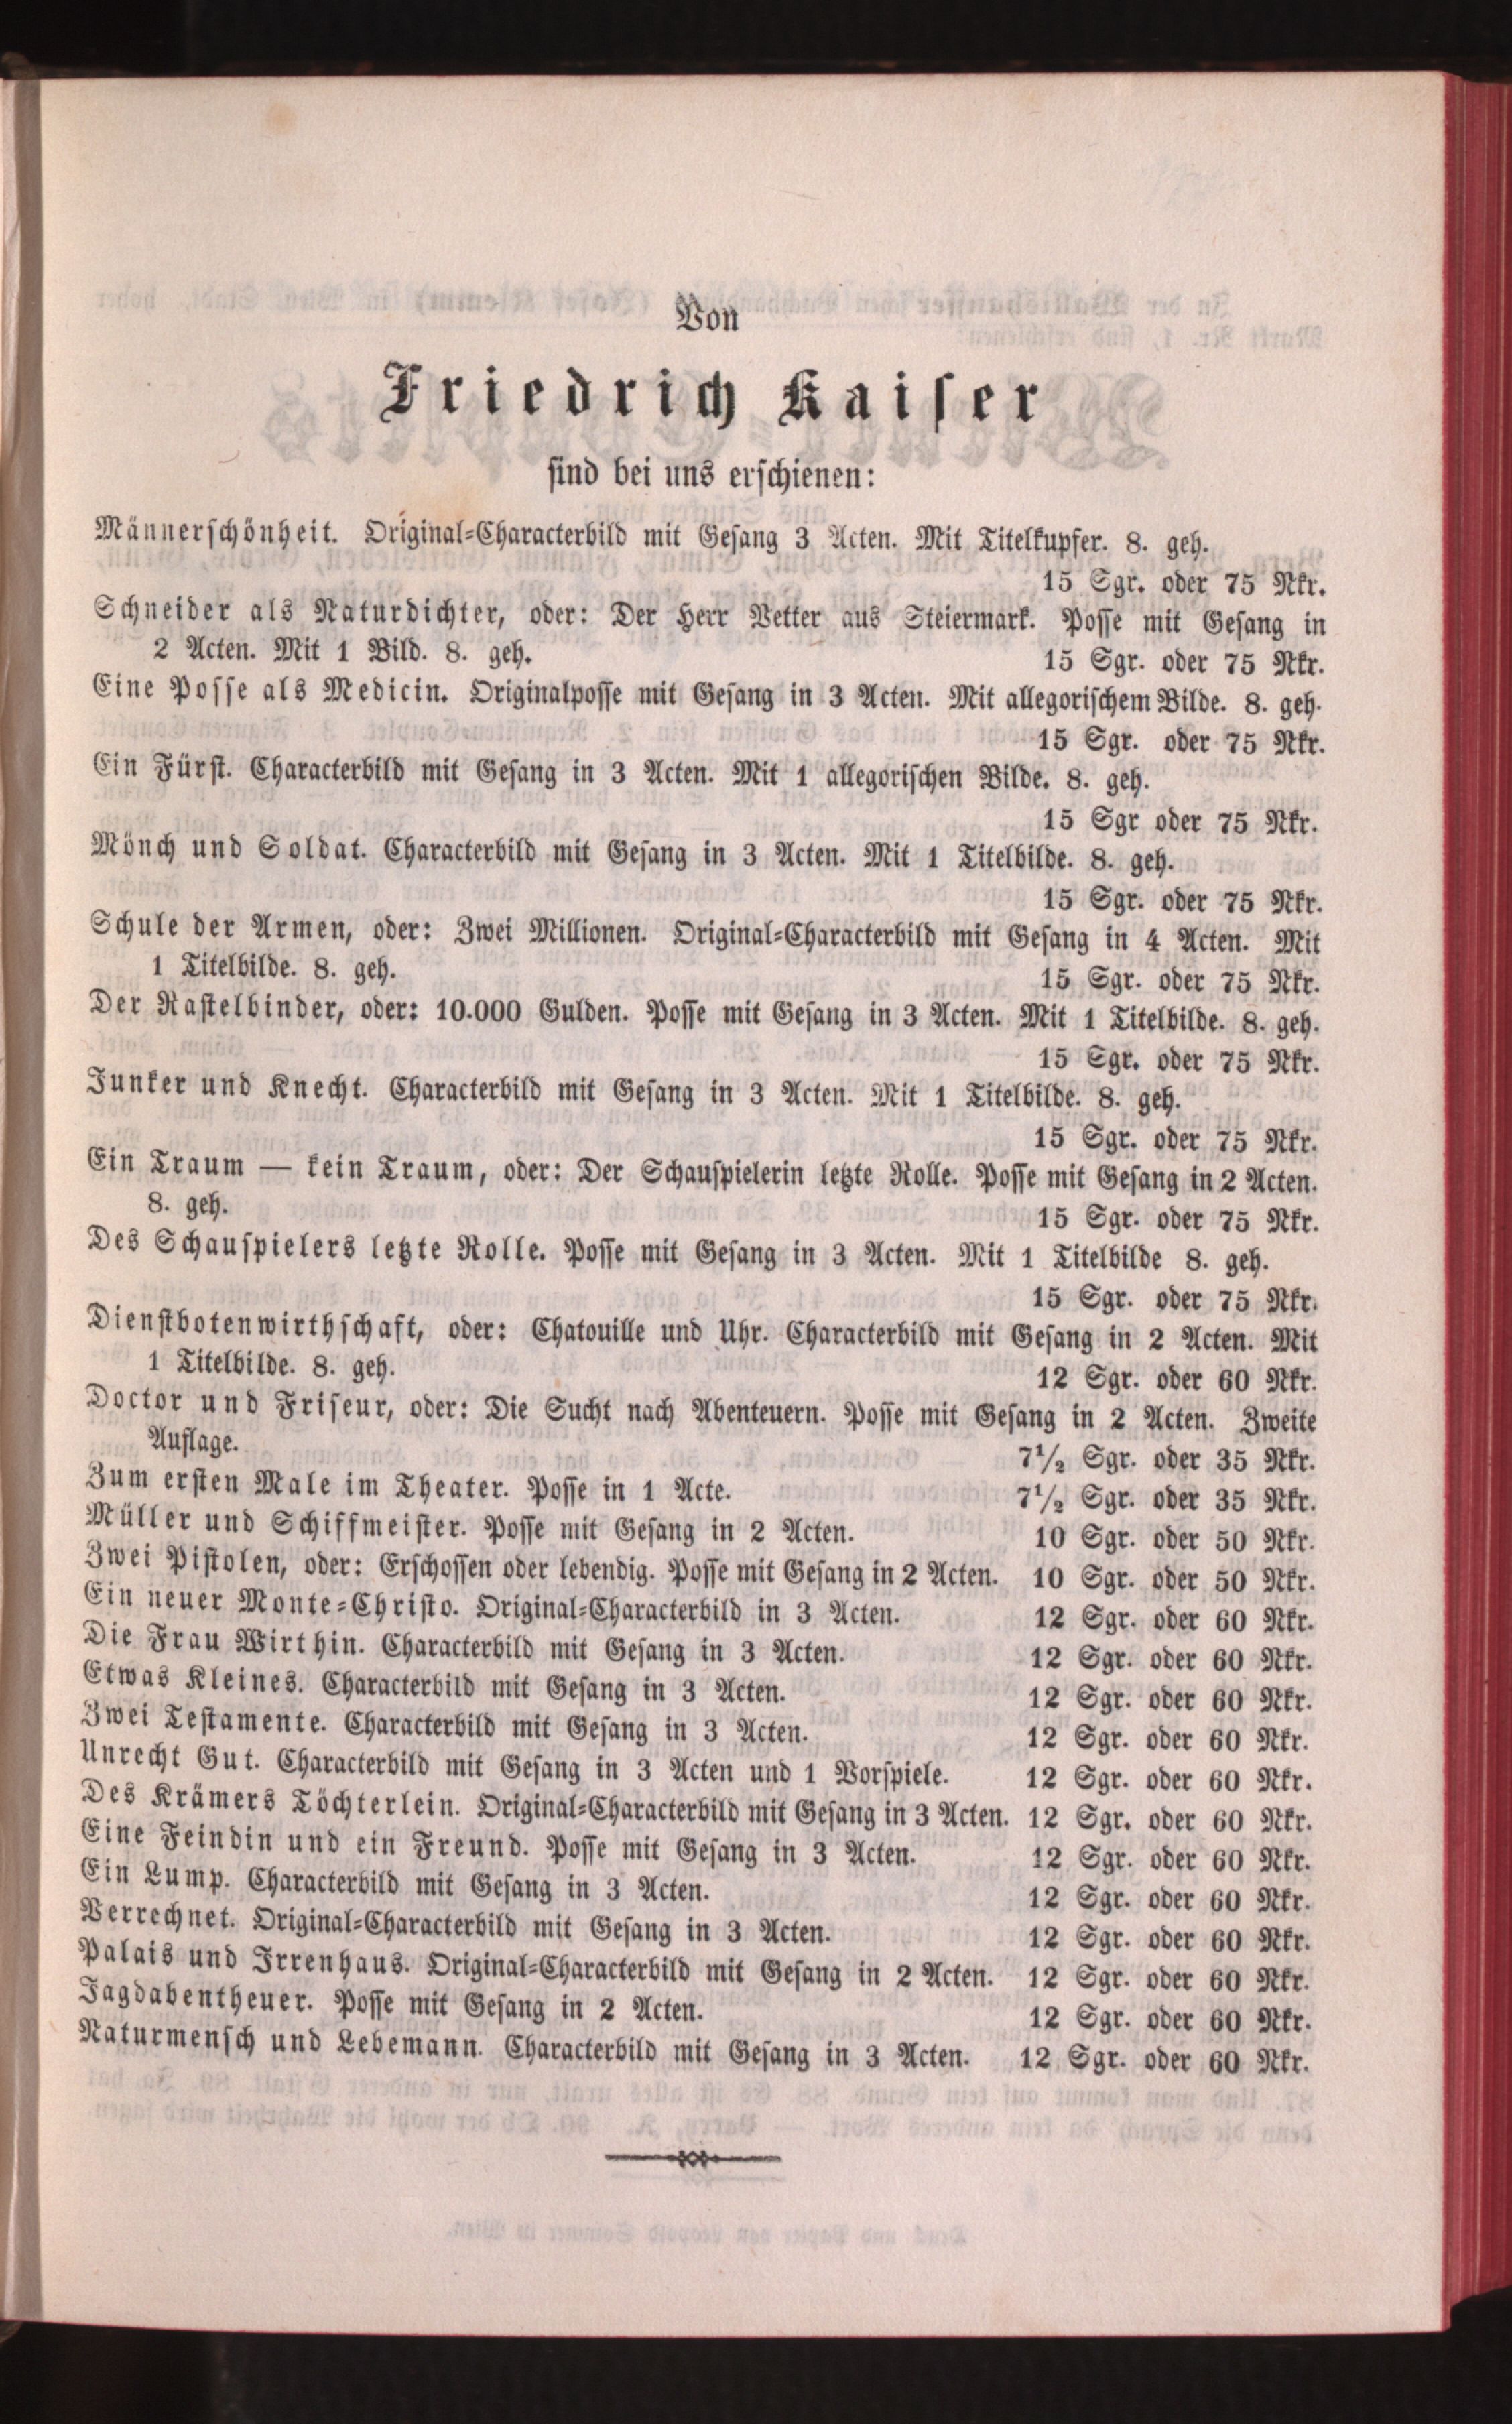 Von
Friedrich Kaiser
sind bei uns erschienen:
Männerschönheit. Original-Characterbild mit Gesang 3 Acten. Mit Titelkupfer. 8. geh.
15 Sgr. oder 75 Nkr.
Schneider als Naturdichter, oder: Der Herr Vetter aus Steiermark. Posse mit Gesang in
2 Acten. Mit 1 Bild. 8. geh. 15 Sgr. oder 75 Nkr.
Eine Posse als Medicin. Originalposse mit Gesang in 3 Acten. Mit allegorischem Bilde. 8. geh.
15 Sgr. oder 75 Nkr.
Ein Fürst. Characterbild mit Gesang in 3 Acten. Mit 1 allegorischen Bilde. 8. geh.
15 Sgr oder 75 Nkr.
Mönch und Soldat. Characterbild mit Gesang in 3 Acten. Mit 1 Titelbilde. 8. geh.
15 Sgr. oder 75 Nkr.
Schule der Armen, oder: Zwei Millionen. Original-Characterbild mit Gesang in 4 Acten. Mit
1 Titelbilde. 8. geh. 15 Sgr. oder 75 Nkr.
Der Rastelbinder, oder: 10.000 Gulden. Posse mit Gesang in 3 Acten. Mit 1 Titelbilde. 8. geh.
15 Sgr. oder 75 Nkr.
Junker und Knecht. Characterbild mit Gesang in 3 Acten. Mit 1 Titelbilde. 8. geh.
15 Sgr. oder 75 Nkr.
Ein Traum — kein Traum, oder: Der Schauspielerin letzte Rolle. Posse mit Gesang in 2 Acten.
8. geh. 15 Sgr. oder 75 Nkr.
Des Schauspielers letzte Rolle. Posse mit Gesang in 3 Acten. Mit 1 Titelbilde 8. geh.
15 Sgr. oder 75 Nkr.
Dienstbotenwirthschaft, oder: Chatouille und Uhr. Characterbild mit Gesang in 2 Acten. Mit
1 Titelbilde. 8. geh. 12 Sgr. oder 60 Nkr.
Doctor und Friseur, oder: Die Sucht nach Abenteuern. Posse mit Gesang in 2 Acten. Zweite
Auflage. 7½ Sgr. oder 35 Nkr.
Zum ersten Male im Theater. Posse in 1 Acte. 7½ Sgr. oder 35 Nkr.
Müller und Schiffmeister. Posse mit Gesang in 2 Acten. 10 Sgr. oder 50 Nkr.
Zwei Pistolen, oder: Erschossen oder lebendig. Posse mit Gesang in 2 Acten. 10 Sgr. oder 50 Nkr.
Ein neuer Monte-Christo. Original-Characterbild in 3 Acten. 12 Sgr. oder 60 Nkr.
Die Frau Wirthin. Characterbild mit Gesang in 3 Acten. 12 Sgr. oder 60 Nkr.
Etwas Kleines. Characterbild mit Gesang in 3 Acten. 12 Sgr. oder 60 Nkr.
Zwei Testamente. Characterbild mit Gesang in 3 Acten. 12 Sgr. oder 60 Nkr.
Unrecht Gut. Characterbild mit Gesang in 3 Acten und 1 Vorspiele. 12 Sgr. oder 60 Nkr.
Des Krämers Töchterlein. Original-Characterbild mit Gesang in 3 Acten. 12 Sgr. oder 60 Nkr.
Eine Feindin und ein Freund. Posse mit Gesang in 3 Acten. 12 Sgr. oder 60 Nkr.
Ein Lump. Characterbild mit Gesang in 3 Acten. 12 Sgr. oder 60 Nkr.
Verrechnet. Original-Characterbild mit Gesang in 3 Acten. 12 Sgr. oder 60 Nkr.
Palais und Irrenhaus. Original-Characterbild mit Gesang in 2 Acten. 12 Sgr. oder 60 Nkr.
Jagdabentheuer. Posse mit Gesang in 2 Acten. 12 Sgr. oder 60 Nkr.
Naturmensch und Lebemann. Characterbild mit Gesang in 3 Acten. 12 Sgr. oder 60 Nkr.